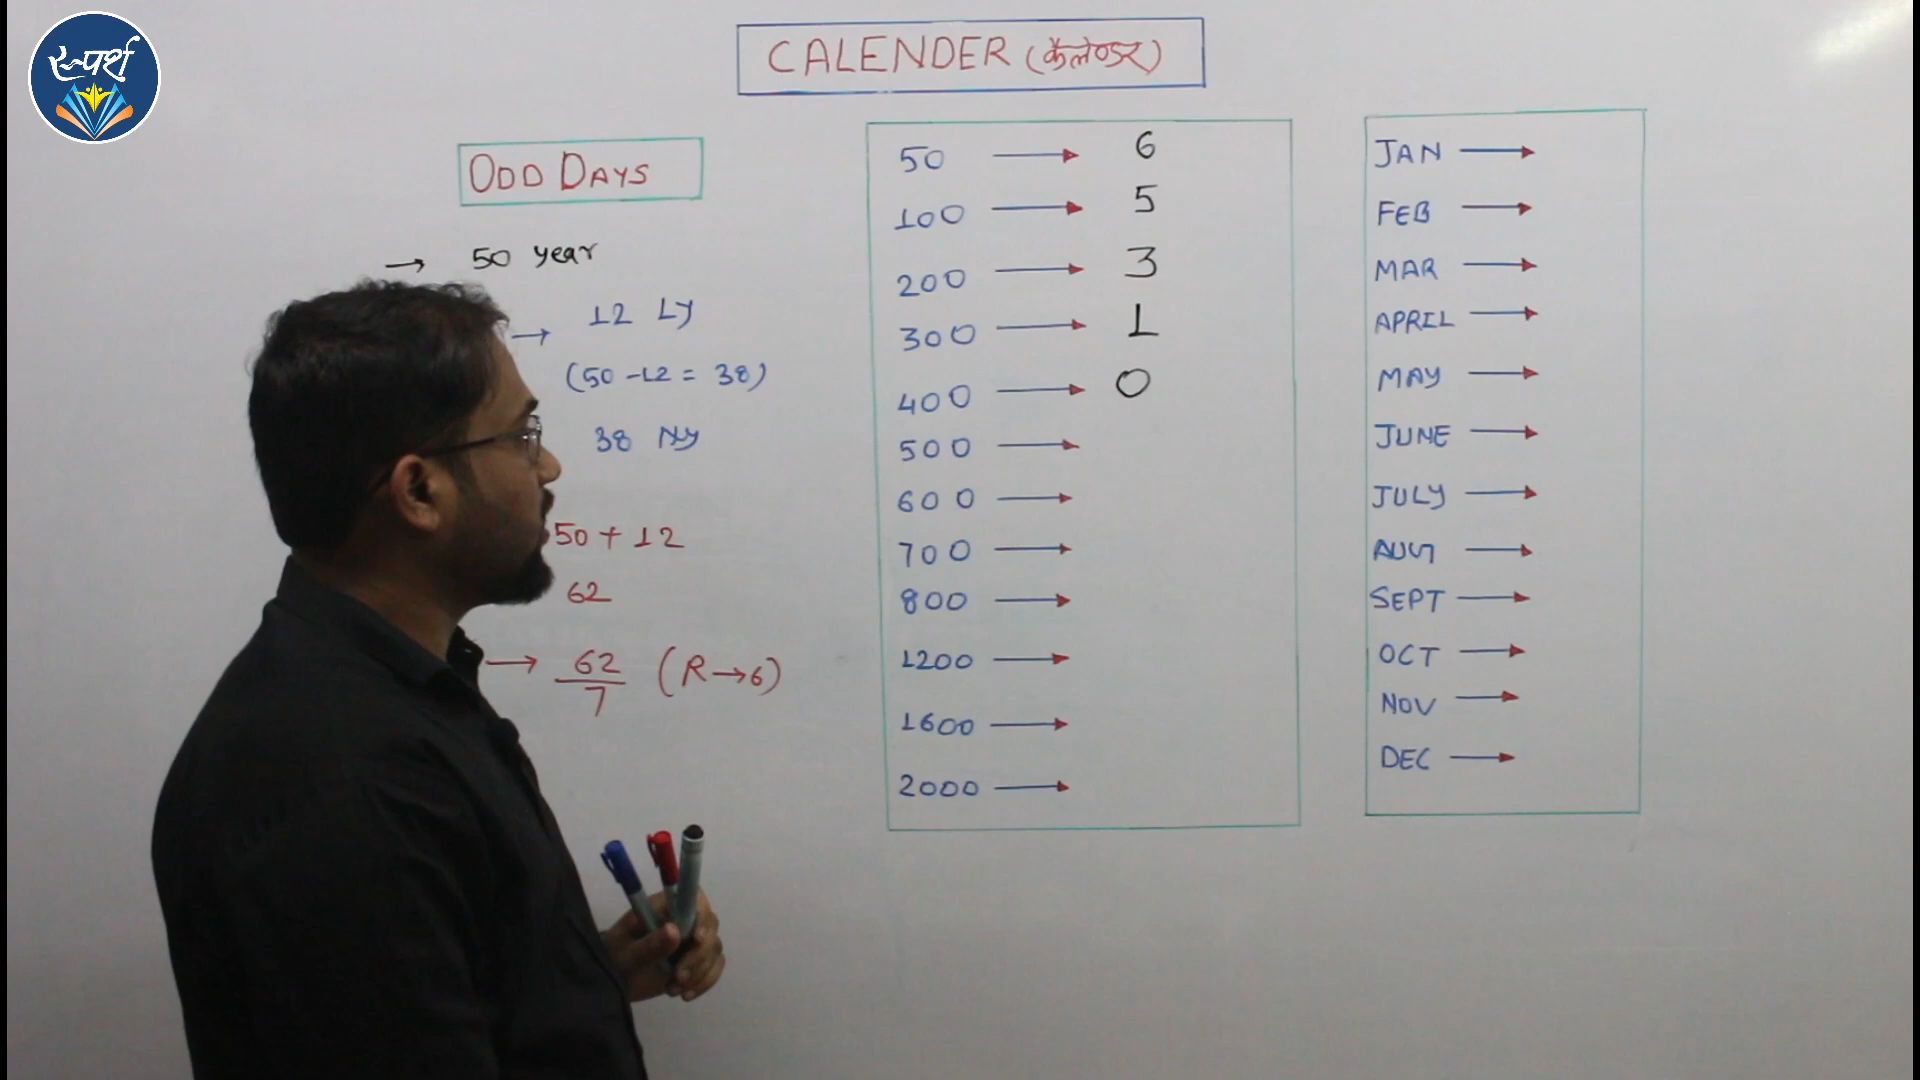 स्पर्श
CALENDER (कैलेण्डर)
ODD DAYS
→ 50 year
→ 12 LY
(50 - 12 = 38)
38 NY
50 + 12
62
→ 62/7 (R→6)
50 → 6
100 → 5
200 → 3
300 → 1
400 → 0
500 →
600 →
700 →
800 →
1200 →
1600 →
2000 →
JAN →
FEB →
MAR →
APRIL →
MAY →
JUNE →
JULY →
AUG →
SEPT →
OCT →
NOV →
DEC →